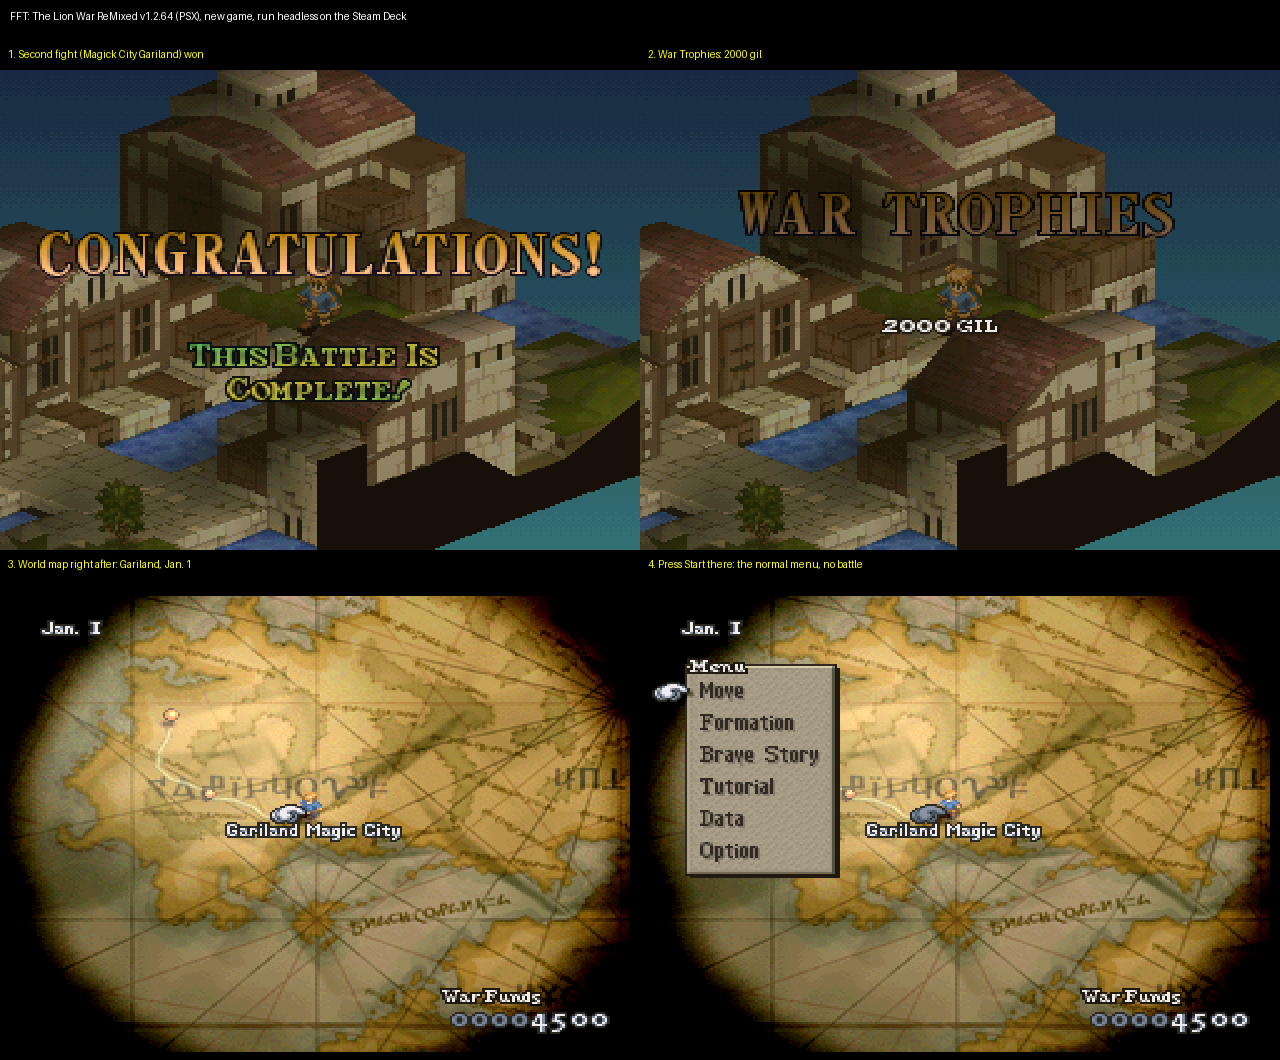 FFT: The Lion War ReMixed v1.2.64 (PSX), new game, run headless on the Steam Deck
1. Second fight (Magick City Gariland) won
2. War Trophies: 2000 gil
CONGRATULATIONS!
THIS BATTLE IS
COMPLETE!
WAR TROPHIES
2000 GIL
3. World map right after: Gariland, Jan. 1
4. Press Start there: the normal menu, no battle
Jan. 1
Gariland Magic City
War Funds
00004500
Jan. 1
Menu
Move
Formation
Brave Story
Tutorial
Data
Option
Gariland Magic City
War Funds
00004500